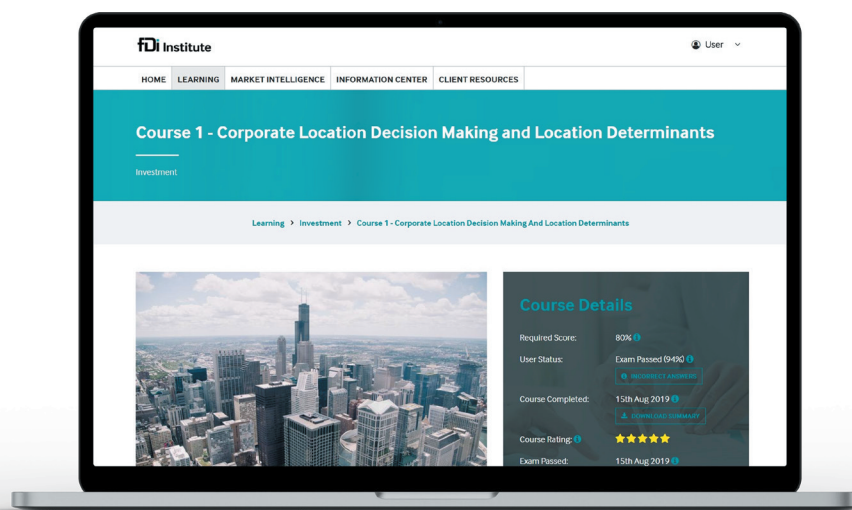 fDi Institute
User
HOME LEARNING MARKET INTELLIGENCE INFORMATION CENTER CLIENT RESOURCES
Course 1 - Corporate Location Decision Making and Location Determinants
Investment
Learning > Investment > Course 1 - Corporate Location Decision Making And Location Determinants
Course Details
Required Score: 80%
User Status: Exam Passed (94%)
INCORRECT ANSWERS
Course Completed: 15th Aug 2019
DOWNLOAD SUMMARY
Course Rating:
Exam Passed: 15th Aug 2019